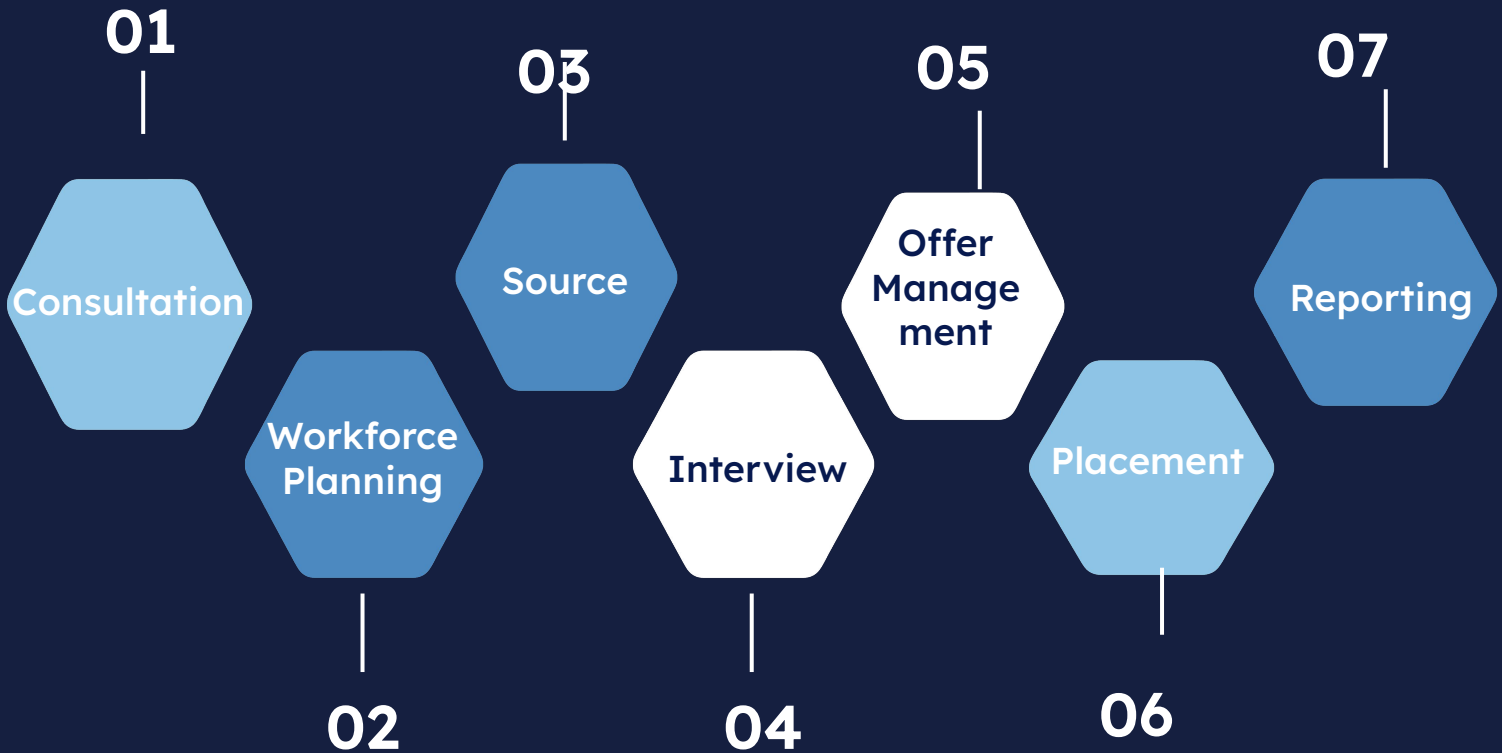 01
Consultation
02
Workforce
Planning
03
Source
04
Interview
05
Offer
Manage
ment
06
Placement
07
Reporting